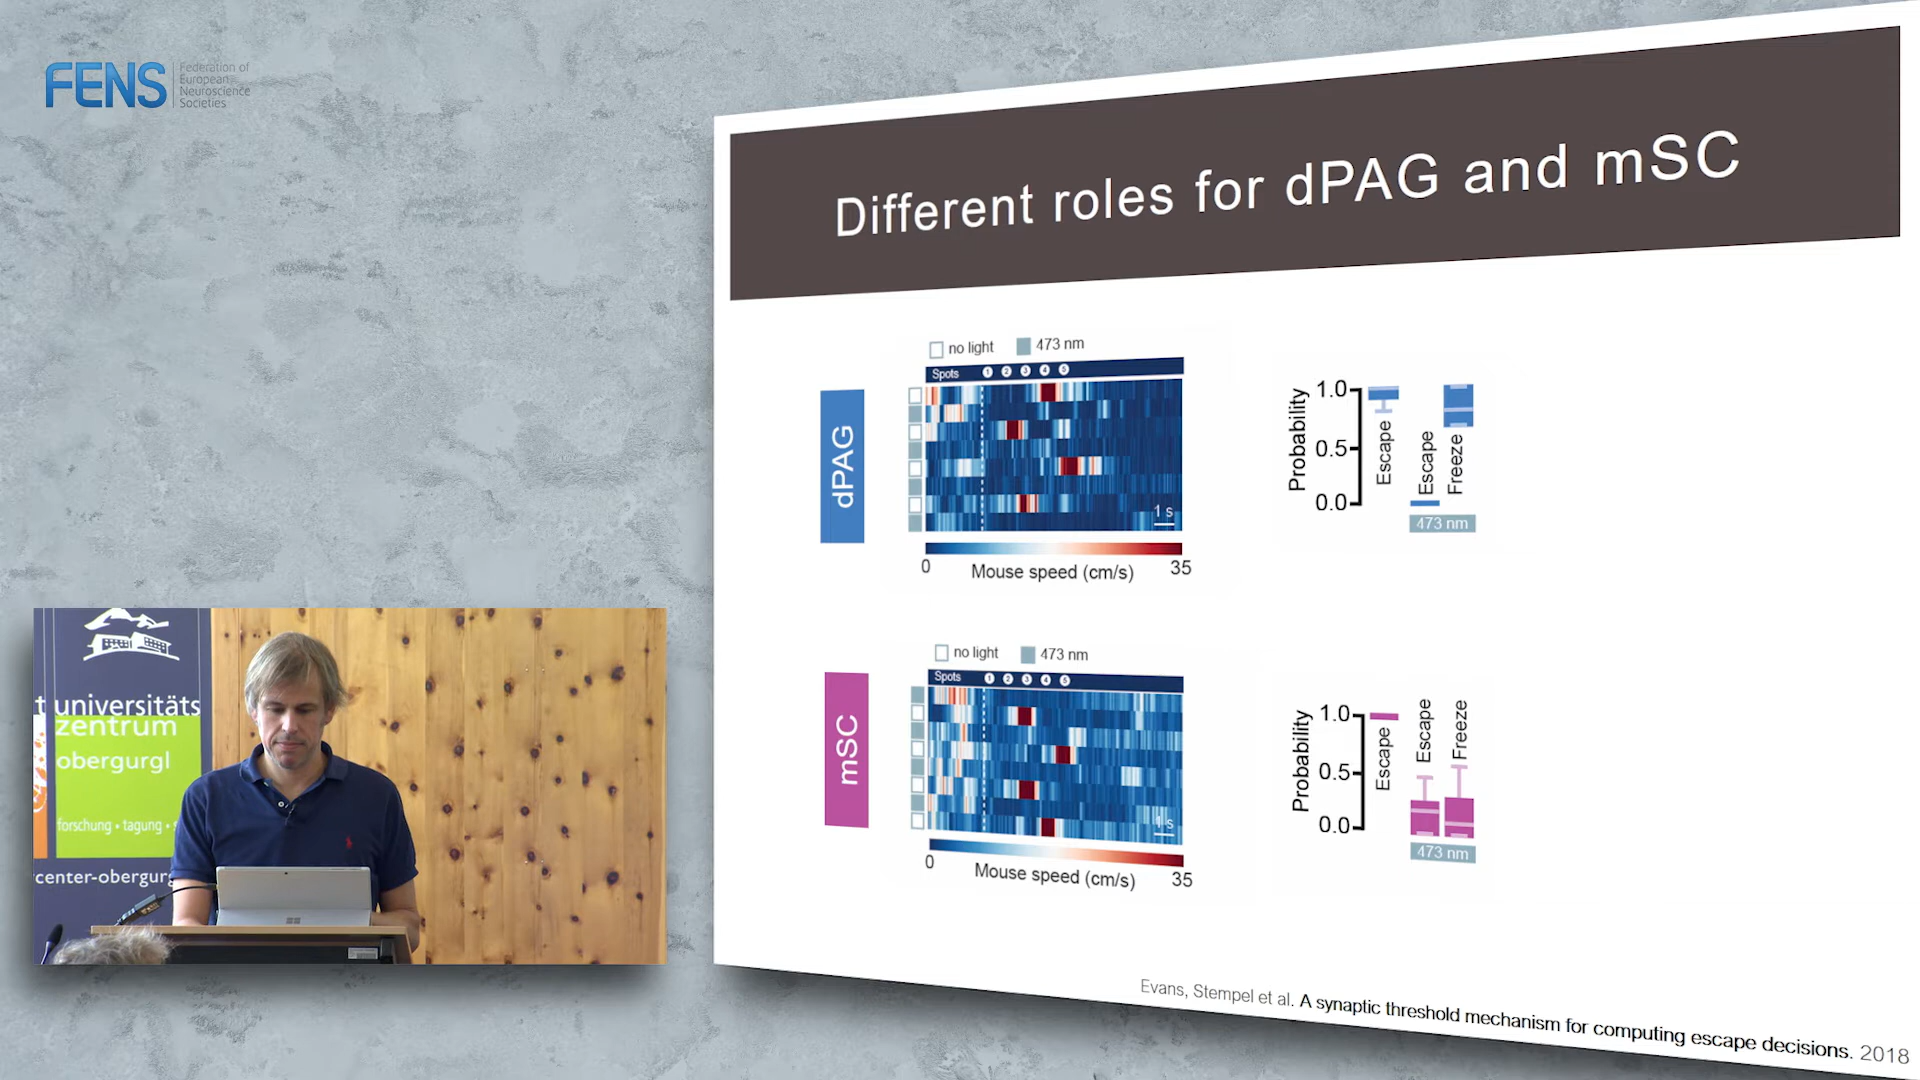 FENS
Federation of
European
Neuroscience
Societies
Different roles for dPAG and mSC
no light 473 nm
Spots 1 2 3 4 5
dPAG
1 s
0 35
Mouse speed (cm/s)
Probability
1.0
0.5
0.0
Escape
Escape
Freeze
473 nm
no light 473 nm
Spots 1 2 3 4 5
mSC
1 s
0 35
Mouse speed (cm/s)
Probability
1.0
0.5
0.0
Escape
Escape
Freeze
473 nm
Evans, Stempel et al. A synaptic threshold mechanism for computing escape decisions. 2018
t universitäts
zentrum
obergurgl
forschung • tagung •
center-obergurg